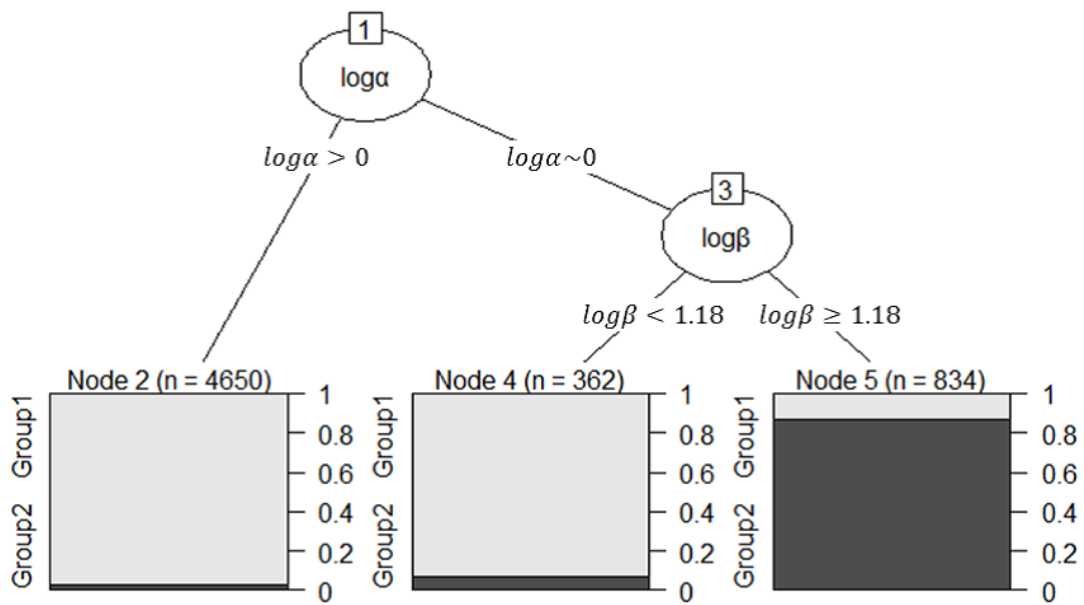 1
logα
logα > 0
logα~0
3
logβ
logβ < 1.18
logβ ≥ 1.18
Node 2 (n = 4650)
Group1
Group2
1
0.8
0.6
0.4
0.2
0
Node 4 (n = 362)
Group1
Group2
1
0.8
0.6
0.4
0.2
0
Node 5 (n = 834)
Group1
Group2
1
0.8
0.6
0.4
0.2
0